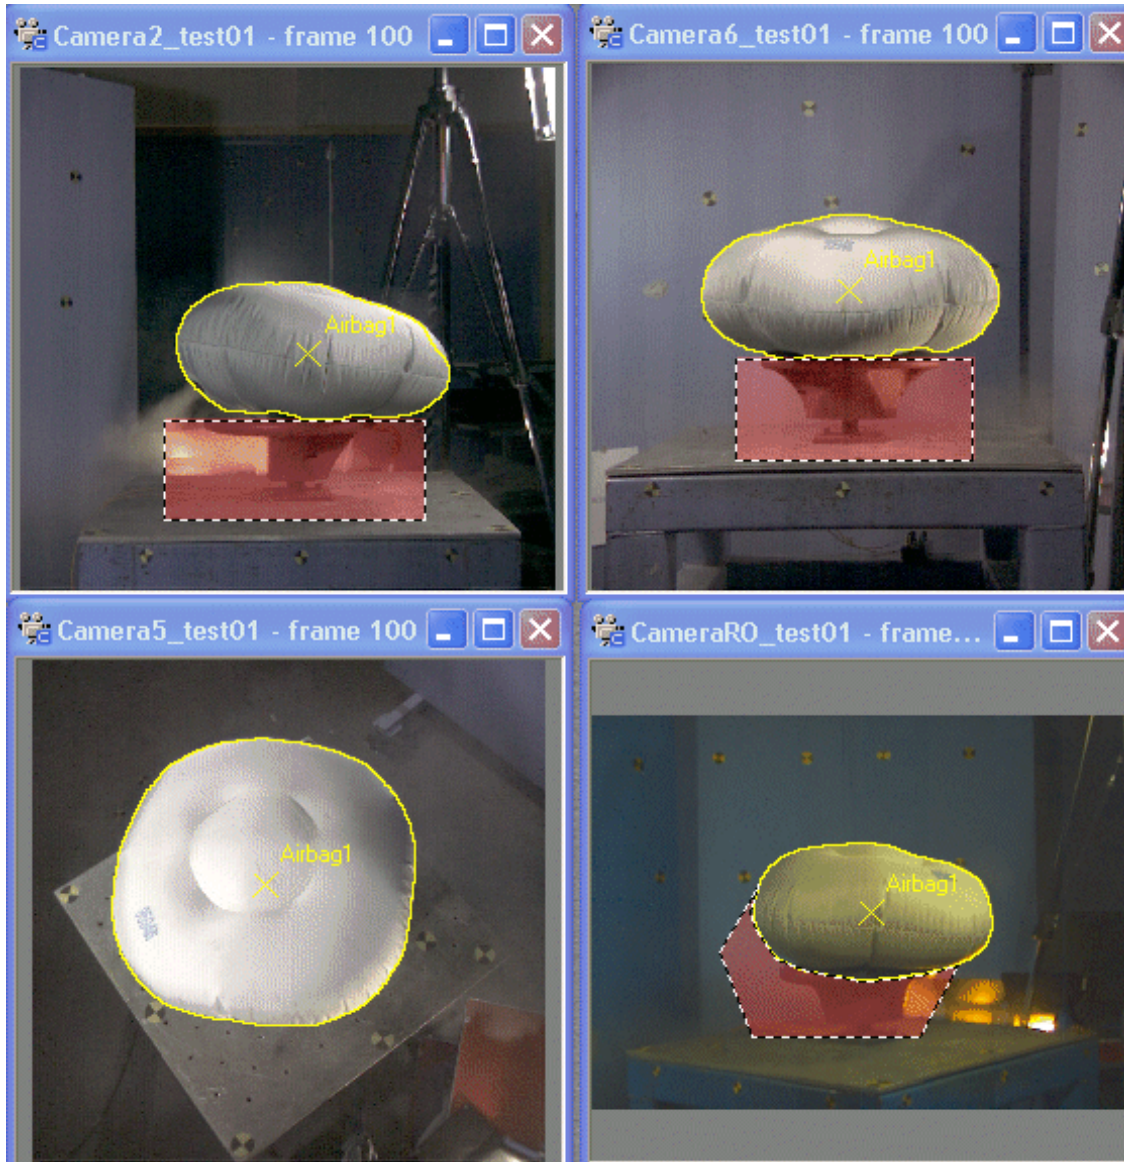 Camera2_test01 - frame 100
Camera6_test01 - frame 100
Airbag1
Airbag1
Camera5_test01 - frame 100
CameraRO_test01 - frame...
Airbag1
Airbag1